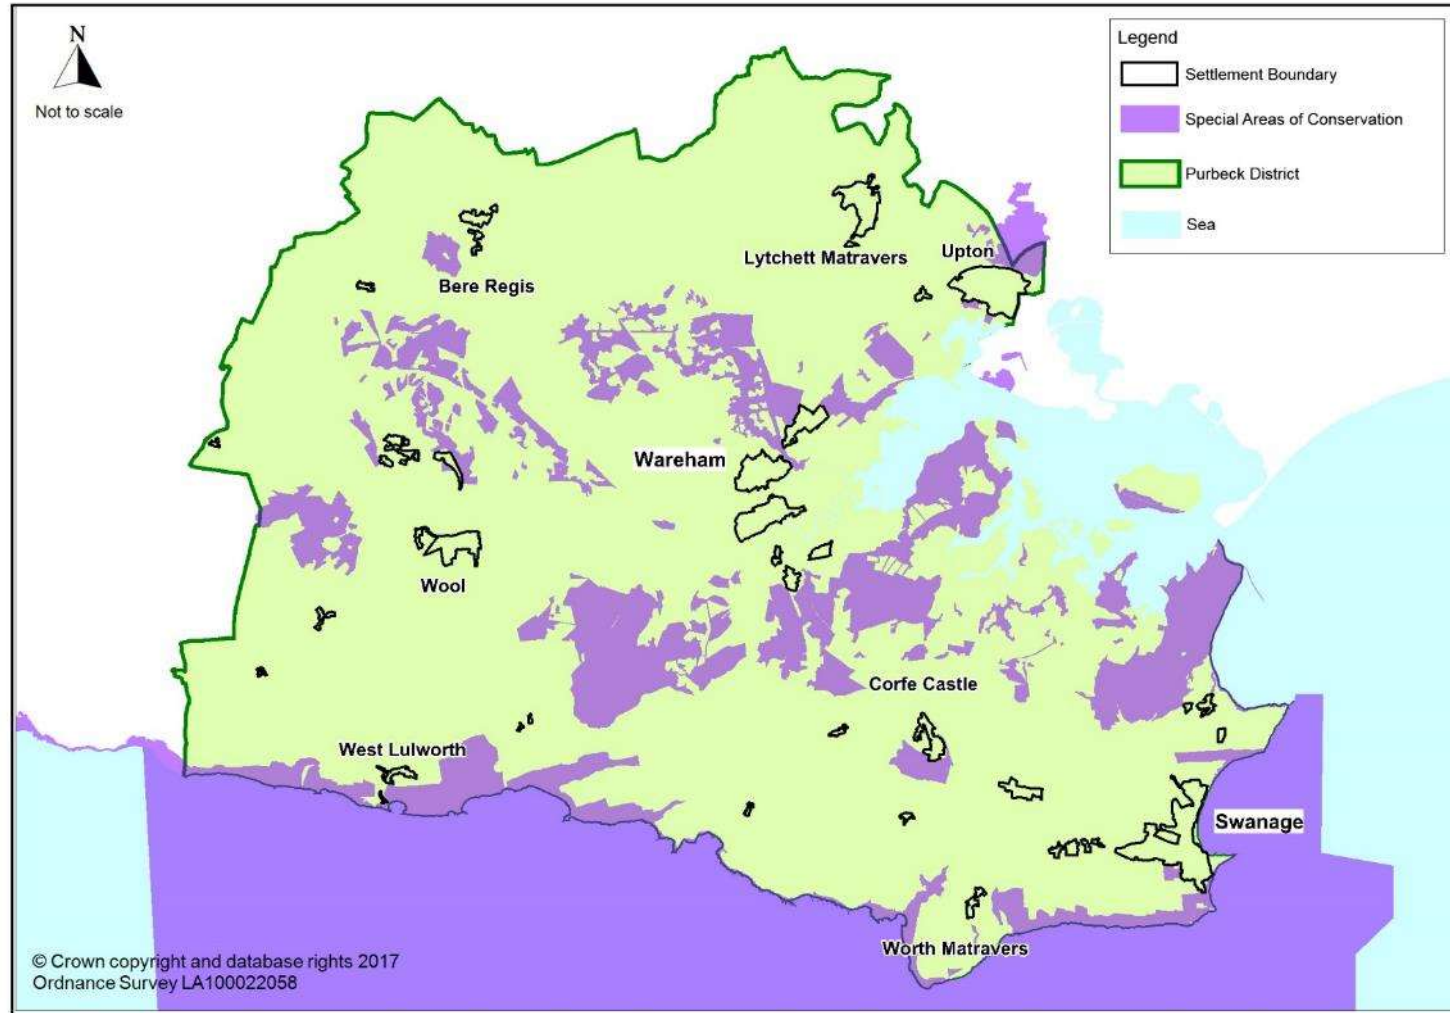 N
Not to scale
Legend
Settlement Boundary
Special Areas of Conservation
Purbeck District
Sea
Lytchett Matravers
Upton
Bere Regis
Wareham
Wool
Corfe Castle
West Lulworth
Swanage
Worth Matravers
© Crown copyright and database rights 2017
Ordnance Survey LA100022058